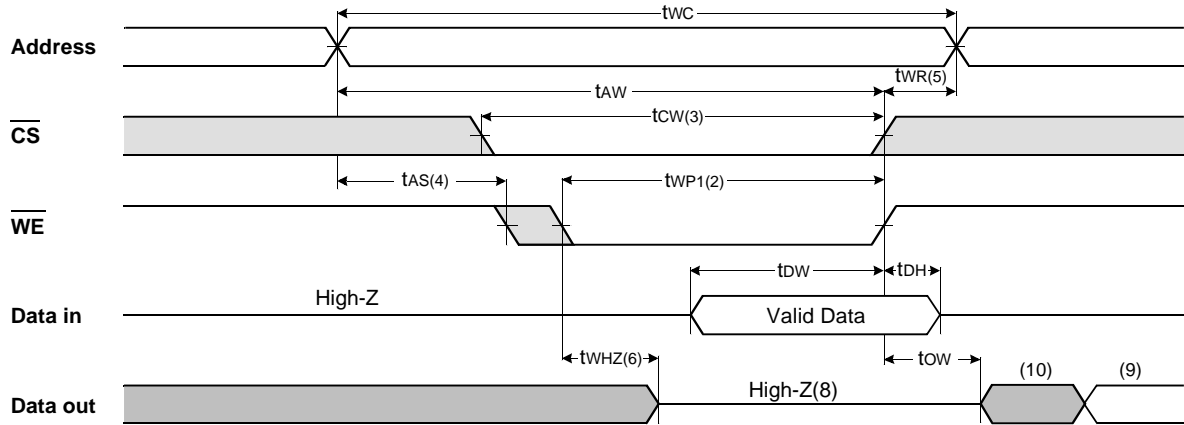 tWC
Address
tWR(5)
tAW
tCW(3)
CS
tAS(4)
tWP1(2)
WE
tDW
tDH
High-Z
Data in
Valid Data
tWHZ(6)
tOW
(10)
(9)
High-Z(8)
Data out